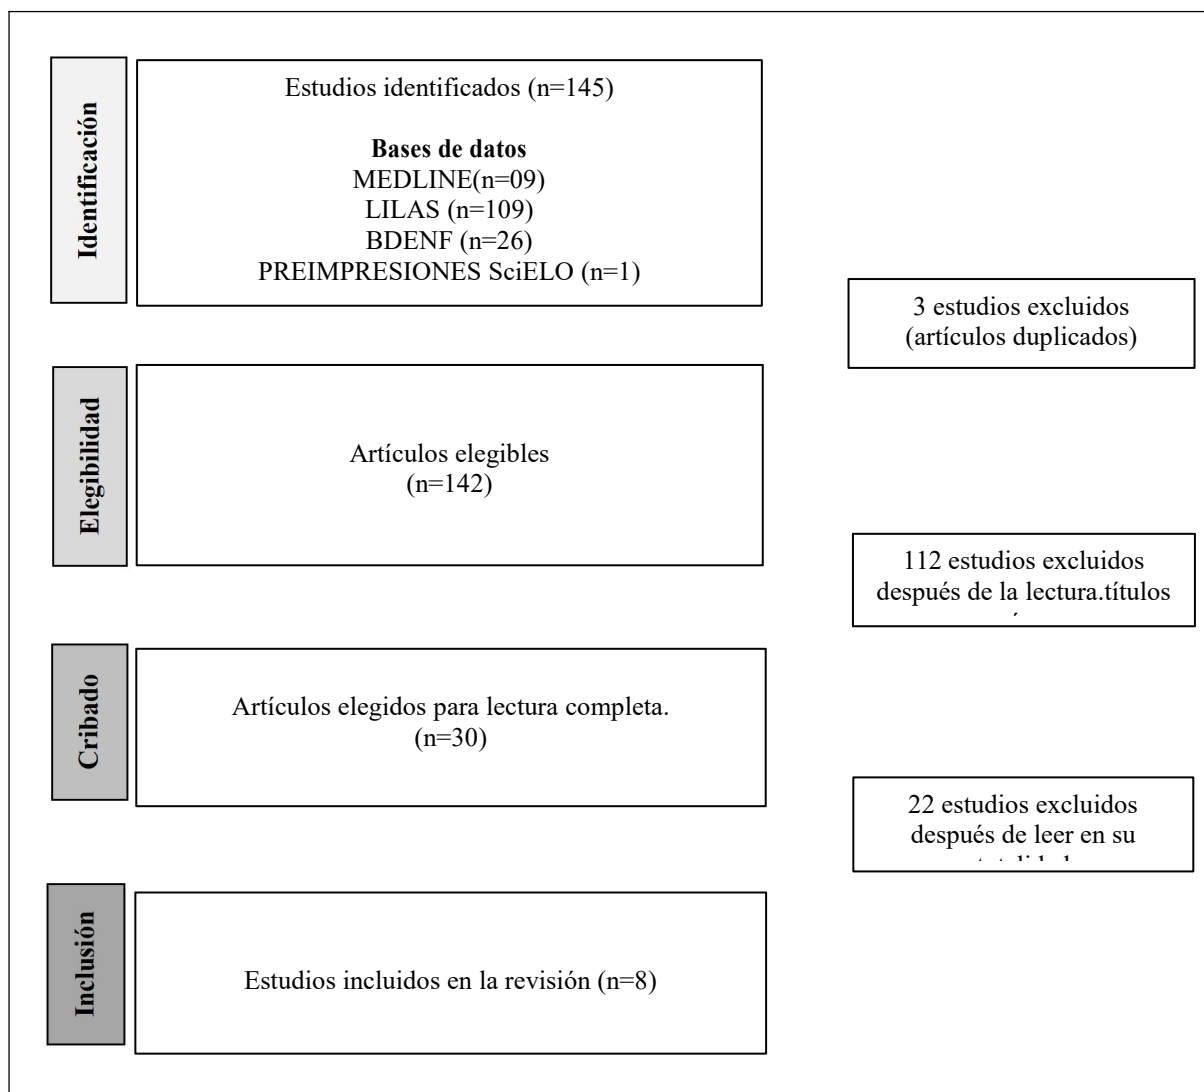 Identificación
Estudios identificados (n=145)
Bases de datos
MEDLINE(n=09)
LILAS (n=109)
BDENF (n=26)
PREIMPRESIONES SciELO (n=1)
3 estudios excluidos
(artículos duplicados)
Elegibilidad
Artículos elegibles
(n=142)
112 estudios excluidos
después de la lectura.títulos
Cribado
Artículos elegidos para lectura completa.
(n=30)
22 estudios excluidos
después de leer en su
Inclusión
Estudios incluidos en la revisión (n=8)